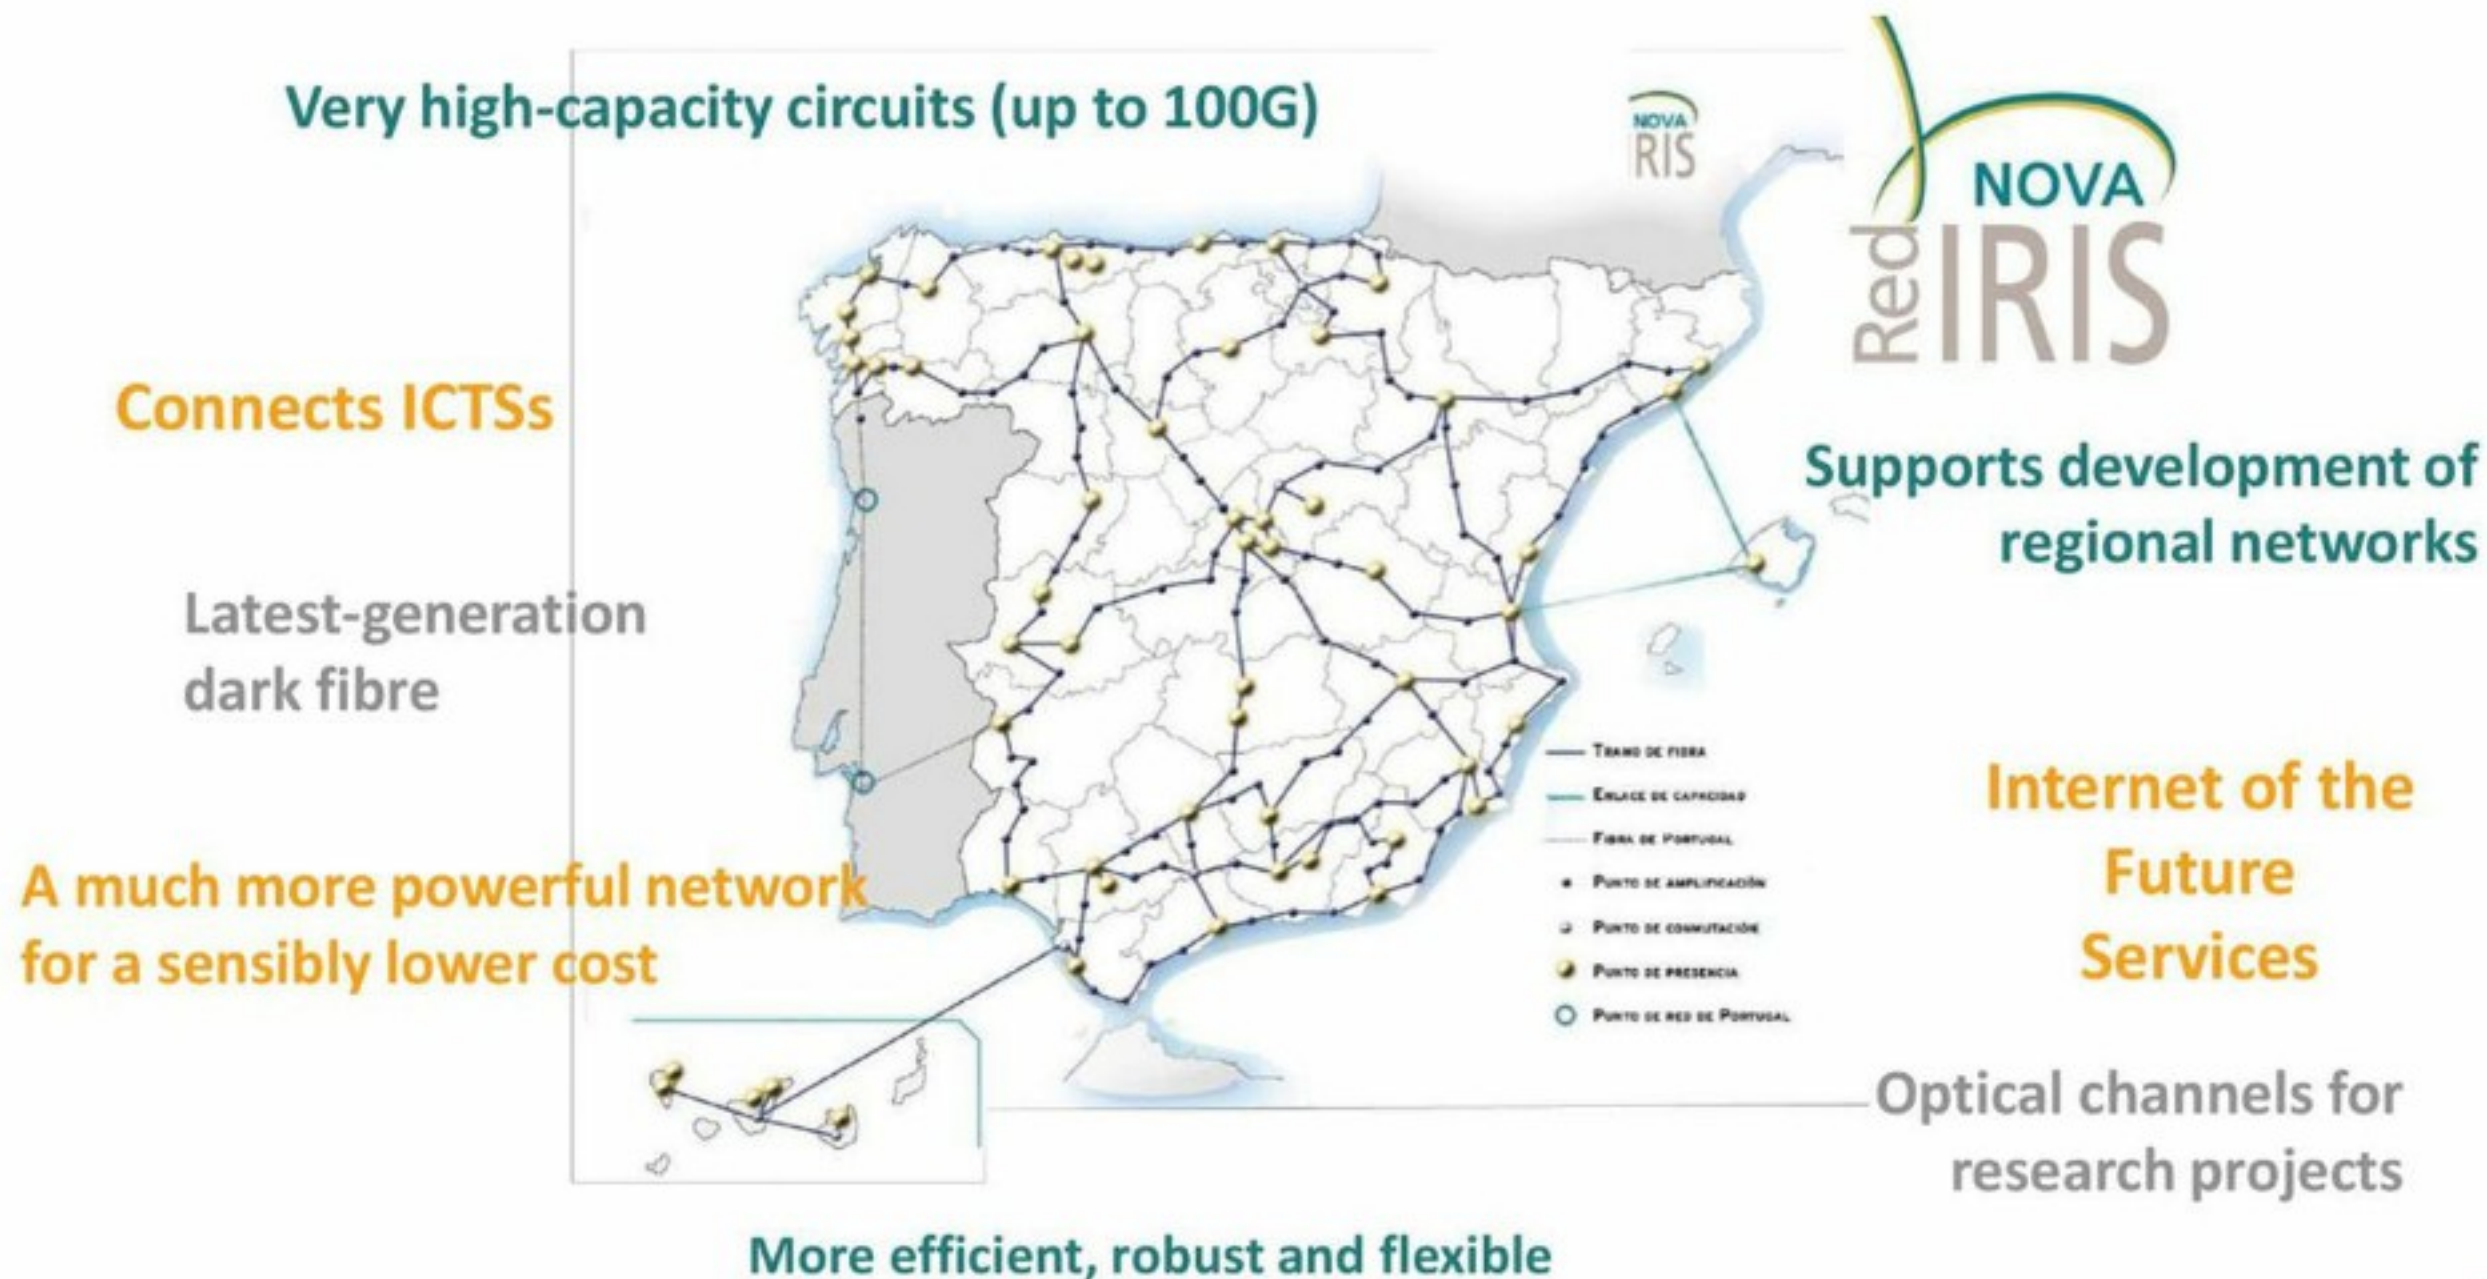 Very high-capacity circuits (up to 100G)
NOVA
RIS
NOVA
Red
IRIS
Connects ICTSs
Supports development of
regional networks
Latest-generation
dark fibre
TRAMO DE FIBRA
ENLACE DE CAPACIDAD
FIBRA DE PORTUGAL
PUNTO DE AMPLIFICACIÓN
PUNTO DE CONMUTACIÓN
PUNTO DE PRESENCIA
PUNTO DE RED DE PORTUGAL
Internet of the
Future
Services
A much more powerful network
for a sensibly lower cost
Optical channels for
research projects
More efficient, robust and flexible